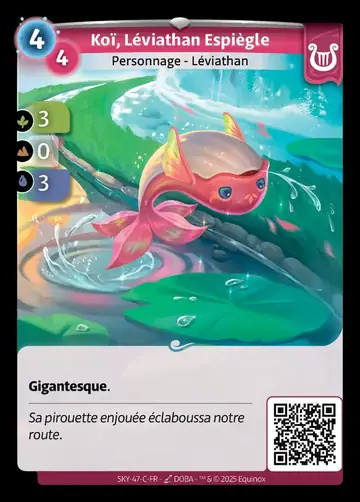 4
Koï, Léviathan Espiègle
4
Personnage - Léviathan
3
0
3
Gigantesque.
Sa pirouette enjouée éclaboussa notre
route.
SKY-47-C-FR - DOBA - ™ & © 2025 Equinox